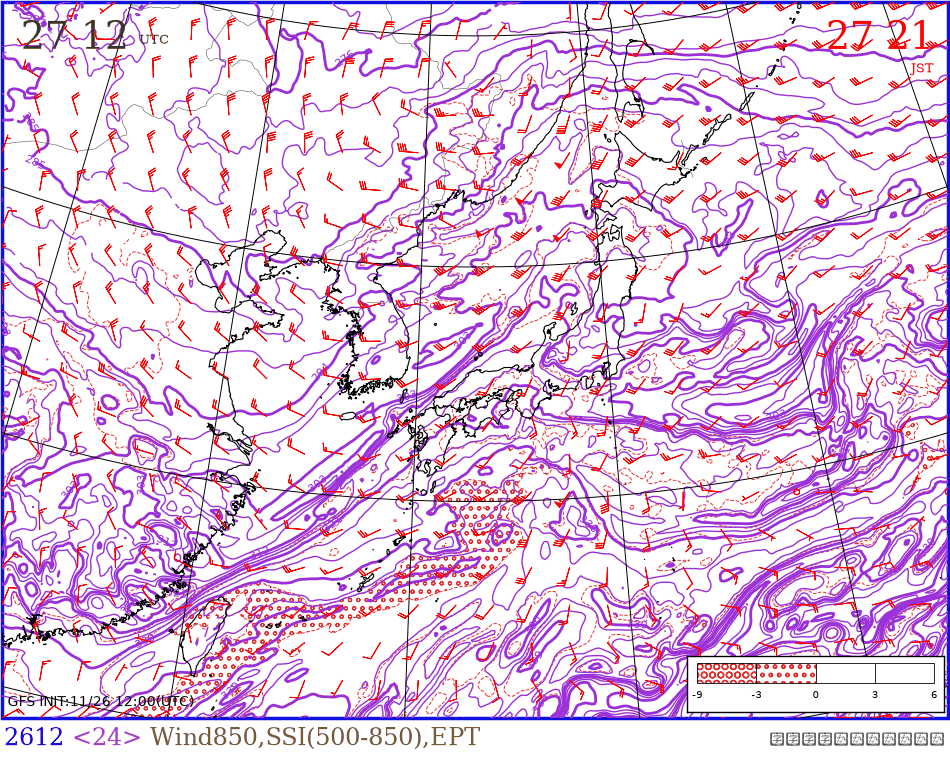 27 12 UTC
27 21
JST
GFS INIT:11/26 12:00(UTC)
-9 -3 0 3 6
2612 <24> Wind850,SSI(500-850),EPT